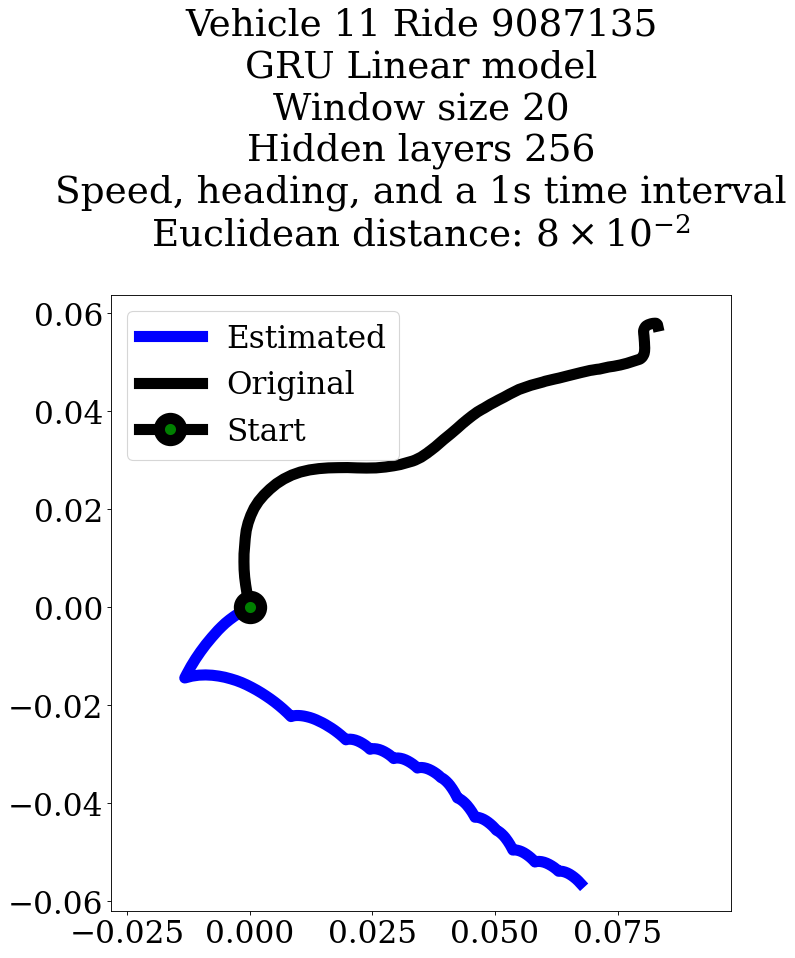 Vehicle 11 Ride 9087135
GRU Linear model
Window size 20
Hidden layers 256
Speed, heading, and a 1s time interval
Euclidean distance: 8 × 10⁻²
0.06
Estimated
Original
0.04
Start
0.02
0.00
−0.02
−0.04
−0.06
−0.025 0.000 0.025 0.050 0.075